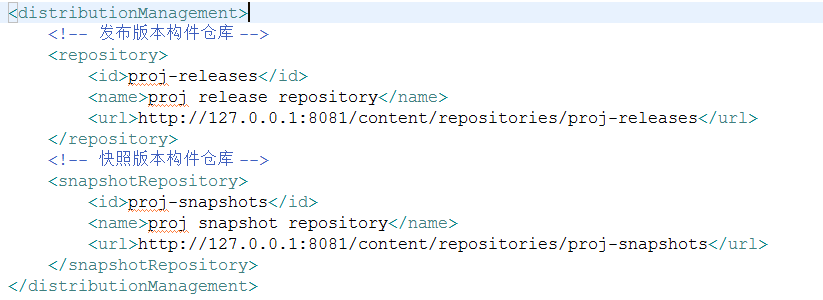 <distributionManagement>
<!-- 发布版本构件仓库 -->
<repository>
<id>proj-releases</id>
<name>proj release repository</name>
<url>http://127.0.0.1:8081/content/repositories/proj-releases</url>
</repository>
<!-- 快照版本构件仓库 -->
<snapshotRepository>
<id>proj-snapshots</id>
<name>proj snapshot repository</name>
<url>http://127.0.0.1:8081/content/repositories/proj-snapshots</url>
</snapshotRepository>
</distributionManagement>